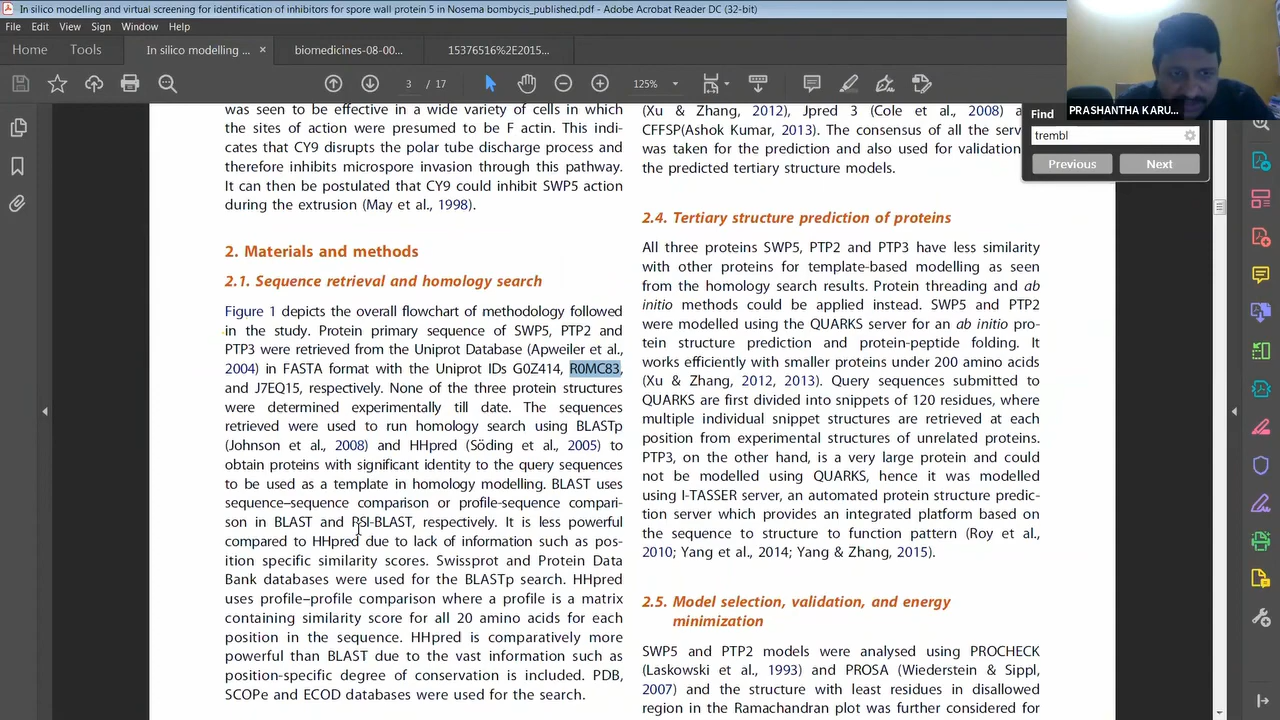 In silico modelling and virtual screening for identification of inhibitors for spore wall protein 5 in Nosema bombycis_published.pdf - Adobe Acrobat Reader DC (32-bit)
File Edit View Sign Window Help
Home Tools In silico modelling ... × biomedicines-08-00... 15376516%2E2015...
3 / 17 125%
PRASHANTHA KARU...
Find
trembl
Previous Next
was seen to be effective in a wide variety of cells in which
the sites of action were presumed to be F actin. This indi-
cates that CY9 disrupts the polar tube discharge process and
therefore inhibits microspore invasion through this pathway.
It can then be postulated that CY9 could inhibit SWP5 action
during the extrusion (May et al., 1998).
2. Materials and methods
2.1. Sequence retrieval and homology search
Figure 1 depicts the overall flowchart of methodology followed
in the study. Protein primary sequence of SWP5, PTP2 and
PTP3 were retrieved from the Uniprot Database (Apweiler et al.,
2004) in FASTA format with the Uniprot IDs G0Z414, R0MC83,
and J7EQ15, respectively. None of the three protein structures
were determined experimentally till date. The sequences
retrieved were used to run homology search using BLASTp
(Johnson et al., 2008) and HHpred (Söding et al., 2005) to
obtain proteins with significant identity to the query sequences
to be used as a template in homology modelling. BLAST uses
sequence–sequence comparison or profile-sequence compari-
son in BLAST and PSI-BLAST, respectively. It is less powerful
compared to HHpred due to lack of information such as pos-
ition specific similarity scores. Swissprot and Protein Data
Bank databases were used for the BLASTp search. HHpred
uses profile–profile comparison where a profile is a matrix
containing similarity score for all 20 amino acids for each
position in the sequence. HHpred is comparatively more
powerful than BLAST due to the vast information such as
position-specific degree of conservation is included. PDB,
SCOPe and ECOD databases were used for the search.
(Xu & Zhang, 2012), Jpred 3 (Cole et al., 2008) a
CFFSP(Ashok Kumar, 2013). The consensus of all the serv
was taken for the prediction and also used for validation
the predicted tertiary structure models.
2.4. Tertiary structure prediction of proteins
All three proteins SWP5, PTP2 and PTP3 have less similarity
with other proteins for template-based modelling as seen
from the homology search results. Protein threading and ab
initio methods could be applied instead. SWP5 and PTP2
were modelled using the QUARKS server for an ab initio pro-
tein structure prediction and protein-peptide folding. It
works efficiently with smaller proteins under 200 amino acids
(Xu & Zhang, 2012, 2013). Query sequences submitted to
QUARKS are first divided into snippets of 120 residues, where
multiple individual snippet structures are retrieved at each
position from experimental structures of unrelated proteins.
PTP3, on the other hand, is a very large protein and could
not be modelled using QUARKS, hence it was modelled
using I-TASSER server, an automated protein structure predic-
tion server which provides an integrated platform based on
the sequence to structure to function pattern (Roy et al.,
2010; Yang et al., 2014; Yang & Zhang, 2015).
2.5. Model selection, validation, and energy
minimization
SWP5 and PTP2 models were analysed using PROCHECK
(Laskowski et al., 1993) and PROSA (Wiederstein & Sippl,
2007) and the structure with least residues in disallowed
region in the Ramachandran plot was further considered for